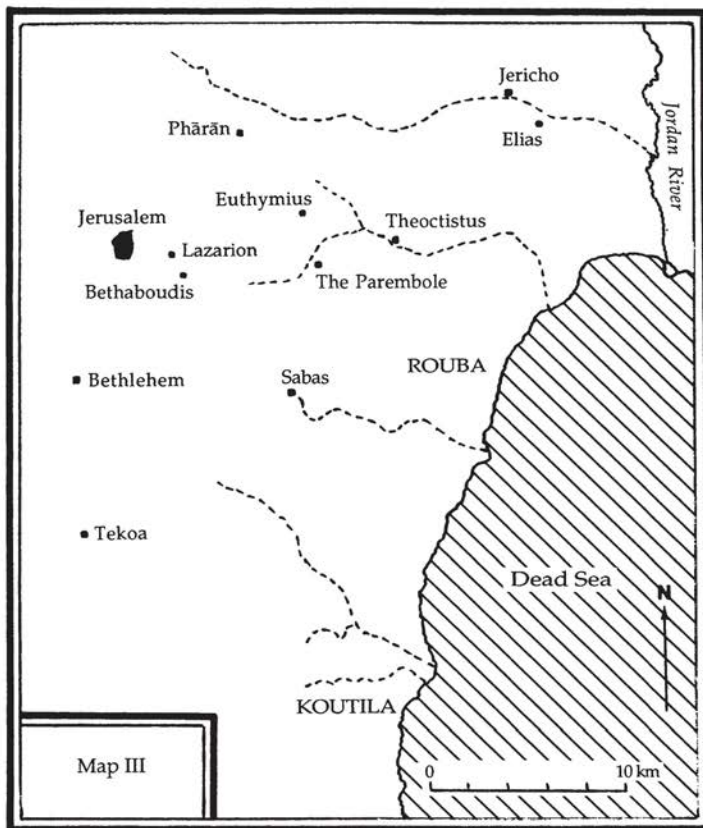 Jericho
Phārān
Elias
Jordan River
Euthymius
Jerusalem
Theoctistus
Lazarion
Bethaboudis
The Parembole
ROUBA
Bethlehem
Sabas
Tekoa
Dead Sea
N
KOUTILA
Map III
0
10 km